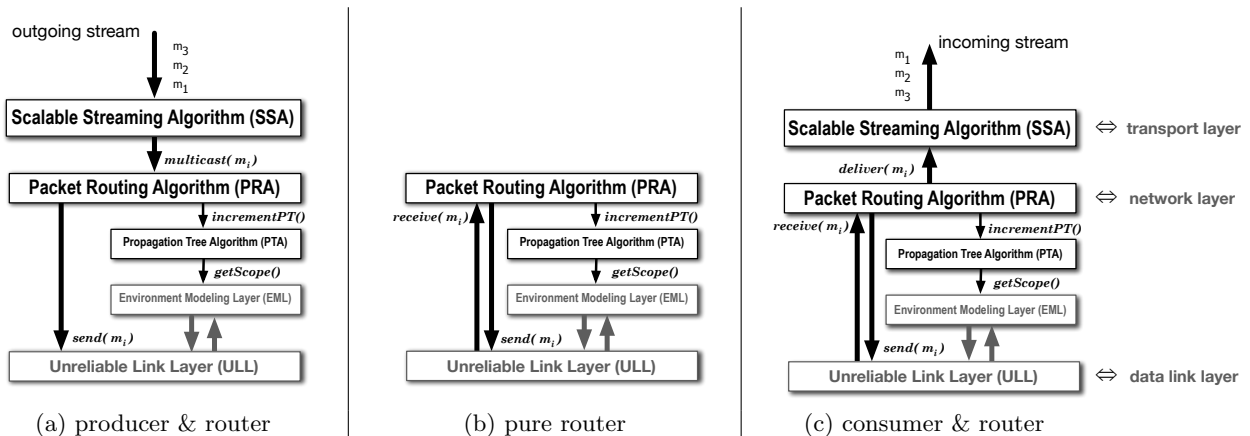 outgoing stream
m3
m2
m1
Scalable Streaming Algorithm (SSA)
multicast( mi )
Packet Routing Algorithm (PRA)
incrementPT()
Propagation Tree Algorithm (PTA)
getScope()
Environment Modeling Layer (EML)
send( mi )
Unreliable Link Layer (ULL)
(a) producer & router
Packet Routing Algorithm (PRA)
receive( mi )
incrementPT()
Propagation Tree Algorithm (PTA)
getScope()
Environment Modeling Layer (EML)
send( mi )
Unreliable Link Layer (ULL)
(b) pure router
incoming stream
m1
m2
m3
Scalable Streaming Algorithm (SSA) ⇔ transport layer
deliver( mi )
Packet Routing Algorithm (PRA) ⇔ network layer
receive( mi )
incrementPT()
Propagation Tree Algorithm (PTA)
getScope()
Environment Modeling Layer (EML)
send( mi )
Unreliable Link Layer (ULL) ⇔ data link layer
(c) consumer & router